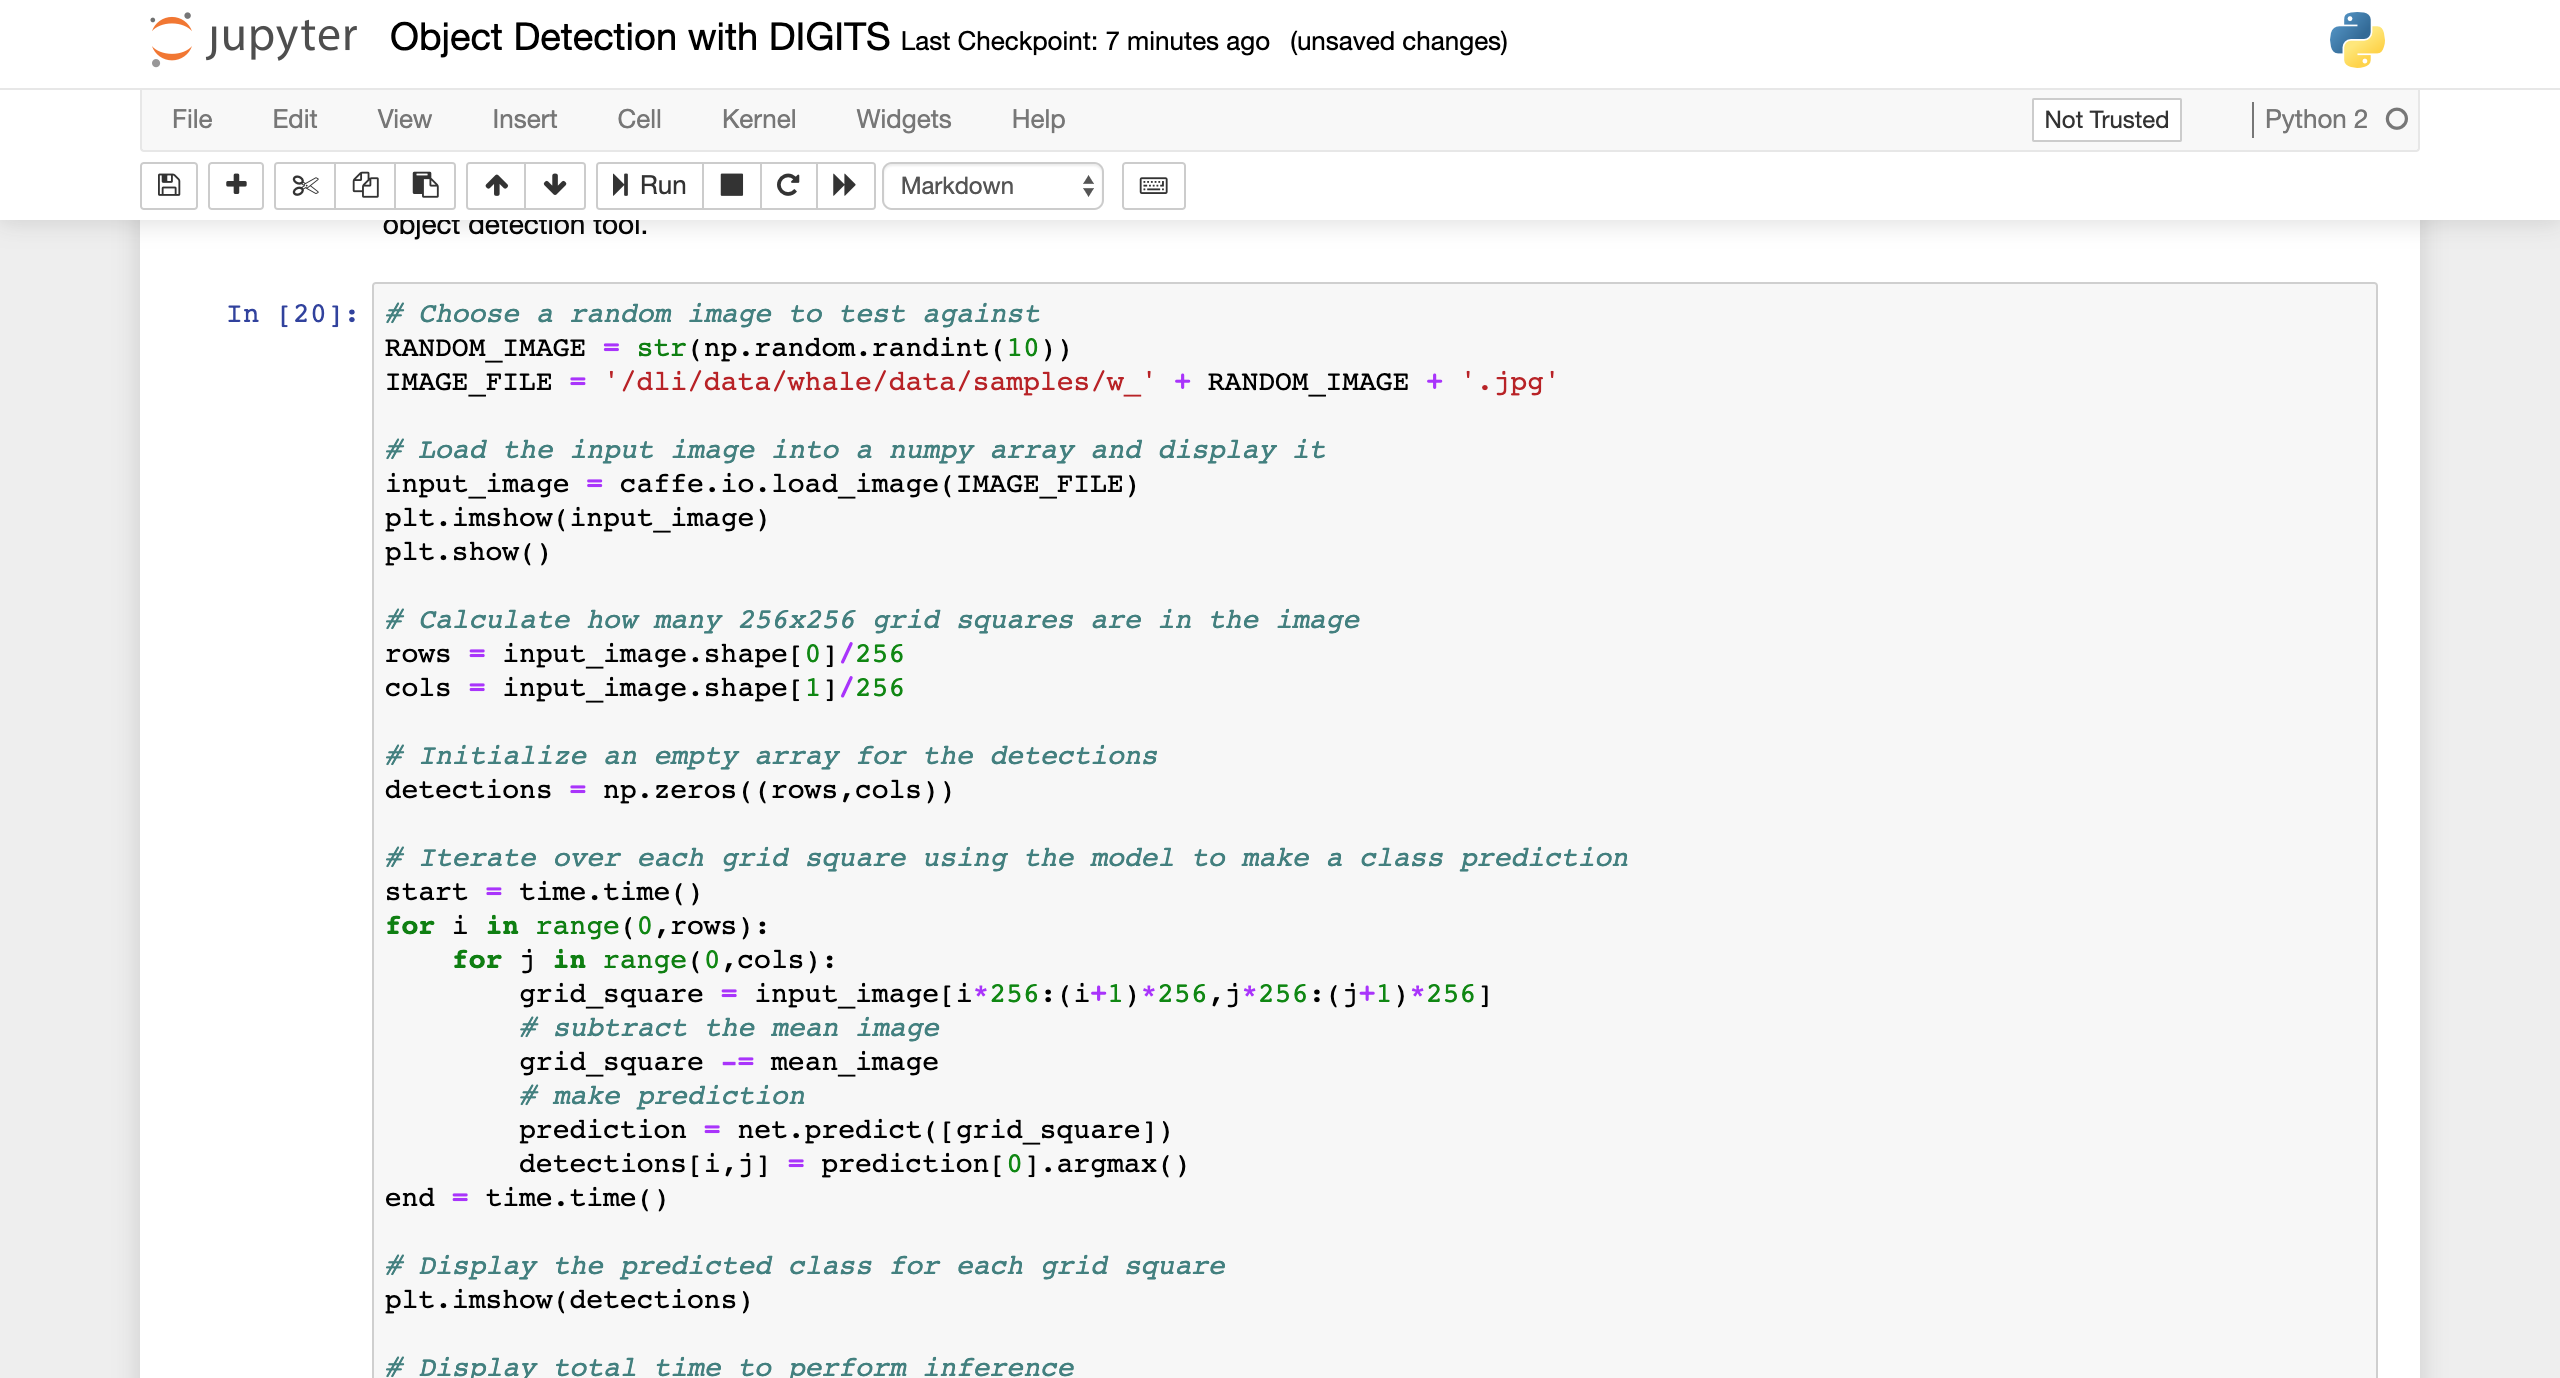 jupyter Object Detection with DIGITS Last Checkpoint: 7 minutes ago (unsaved changes)
File Edit View Insert Cell Kernel Widgets Help Not Trusted Python 2
Run Markdown
object detection tool.
In [20]: # Choose a random image to test against
RANDOM_IMAGE = str(np.random.randint(10))
IMAGE_FILE = '/dli/data/whale/data/samples/w_' + RANDOM_IMAGE + '.jpg'
# Load the input image into a numpy array and display it
input_image = caffe.io.load_image(IMAGE_FILE)
plt.imshow(input_image)
plt.show()
# Calculate how many 256x256 grid squares are in the image
rows = input_image.shape[0]/256
cols = input_image.shape[1]/256
# Initialize an empty array for the detections
detections = np.zeros((rows,cols))
# Iterate over each grid square using the model to make a class prediction
start = time.time()
for i in range(0,rows):
    for j in range(0,cols):
        grid_square = input_image[i*256:(i+1)*256,j*256:(j+1)*256]
        # subtract the mean image
        grid_square -= mean_image
        # make prediction
        prediction = net.predict([grid_square])
        detections[i,j] = prediction[0].argmax()
end = time.time()
# Display the predicted class for each grid square
plt.imshow(detections)
# Display total time to perform inference